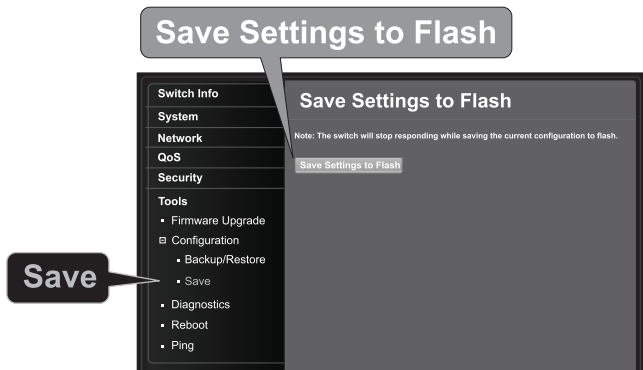 Save Settings to Flash
Switch Info
System
Network
QoS
Security
Tools
Firmware Upgrade
Configuration
Backup/Restore
Save
Diagnostics
Reboot
Ping
Save
Save Settings to Flash
Note: The switch will stop responding while saving the current configuration to flash.
Save Settings to Flash